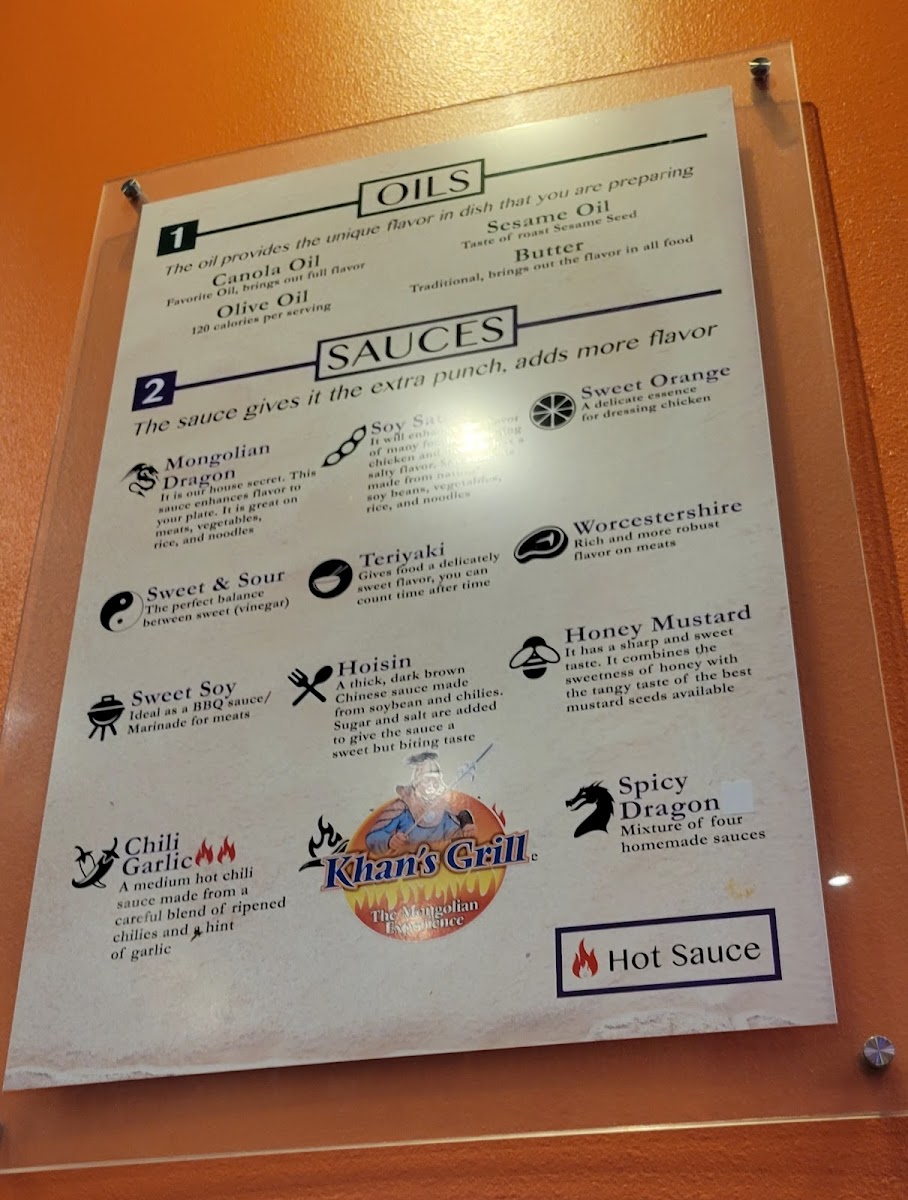 1
OILS
The oil provides the unique flavor in dish that you are preparing
Canola Oil
Favorite Oil, brings out full flavor
Olive Oil
120 calories per serving
Sesame Oil
Taste of roast Sesame Seed
Butter
Traditional, brings out the flavor in all food
2
SAUCES
The sauce gives it the extra punch, adds more flavor
Mongolian
Dragon
It is our house secret. This
sauce enhances flavor to
your plate. It is great on
meats, vegetables,
rice, and noodles
Soy
It will
of many
chicken and
salty flavor.
made from
soy beans, vegetables,
rice, and noodles
Sweet Orange
A delicate essence
for dressing chicken
Sweet & Sour
The perfect balance
between sweet (vinegar)
Teriyaki
Gives food a delicately
sweet flavor, you can
count time after time
Worcestershire
Rich and more robust
flavor on meats
Sweet Soy
Ideal as a BBQ sauce/
Marinade for meats
Hoisin
A thick, dark brown
Chinese sauce made
from soybean and chilies.
Sugar and salt are added
to give the sauce a
sweet but biting taste
Honey Mustard
It has a sharp and sweet
taste. It combines the
sweetness of honey with
the tangy taste of the best
mustard seeds available
Chili
Garlic
A medium hot chili
sauce made from a
careful blend of ripened
chilies and a hint
of garlic
Khan's Grill
The Mongolian
Experience
Spicy
Dragon
Mixture of four
homemade sauces
Hot Sauce